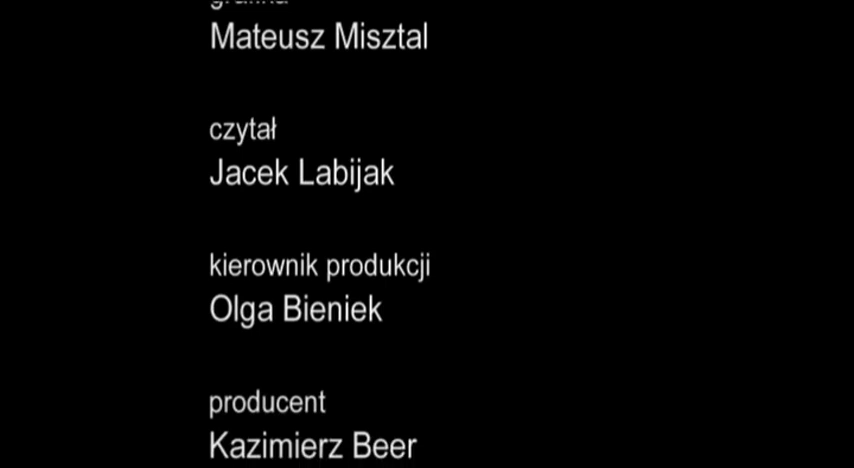 Mateusz Misztal
czytał
Jacek Labijak
kierownik produkcji
Olga Bieniek
producent
Kazimierz Beer